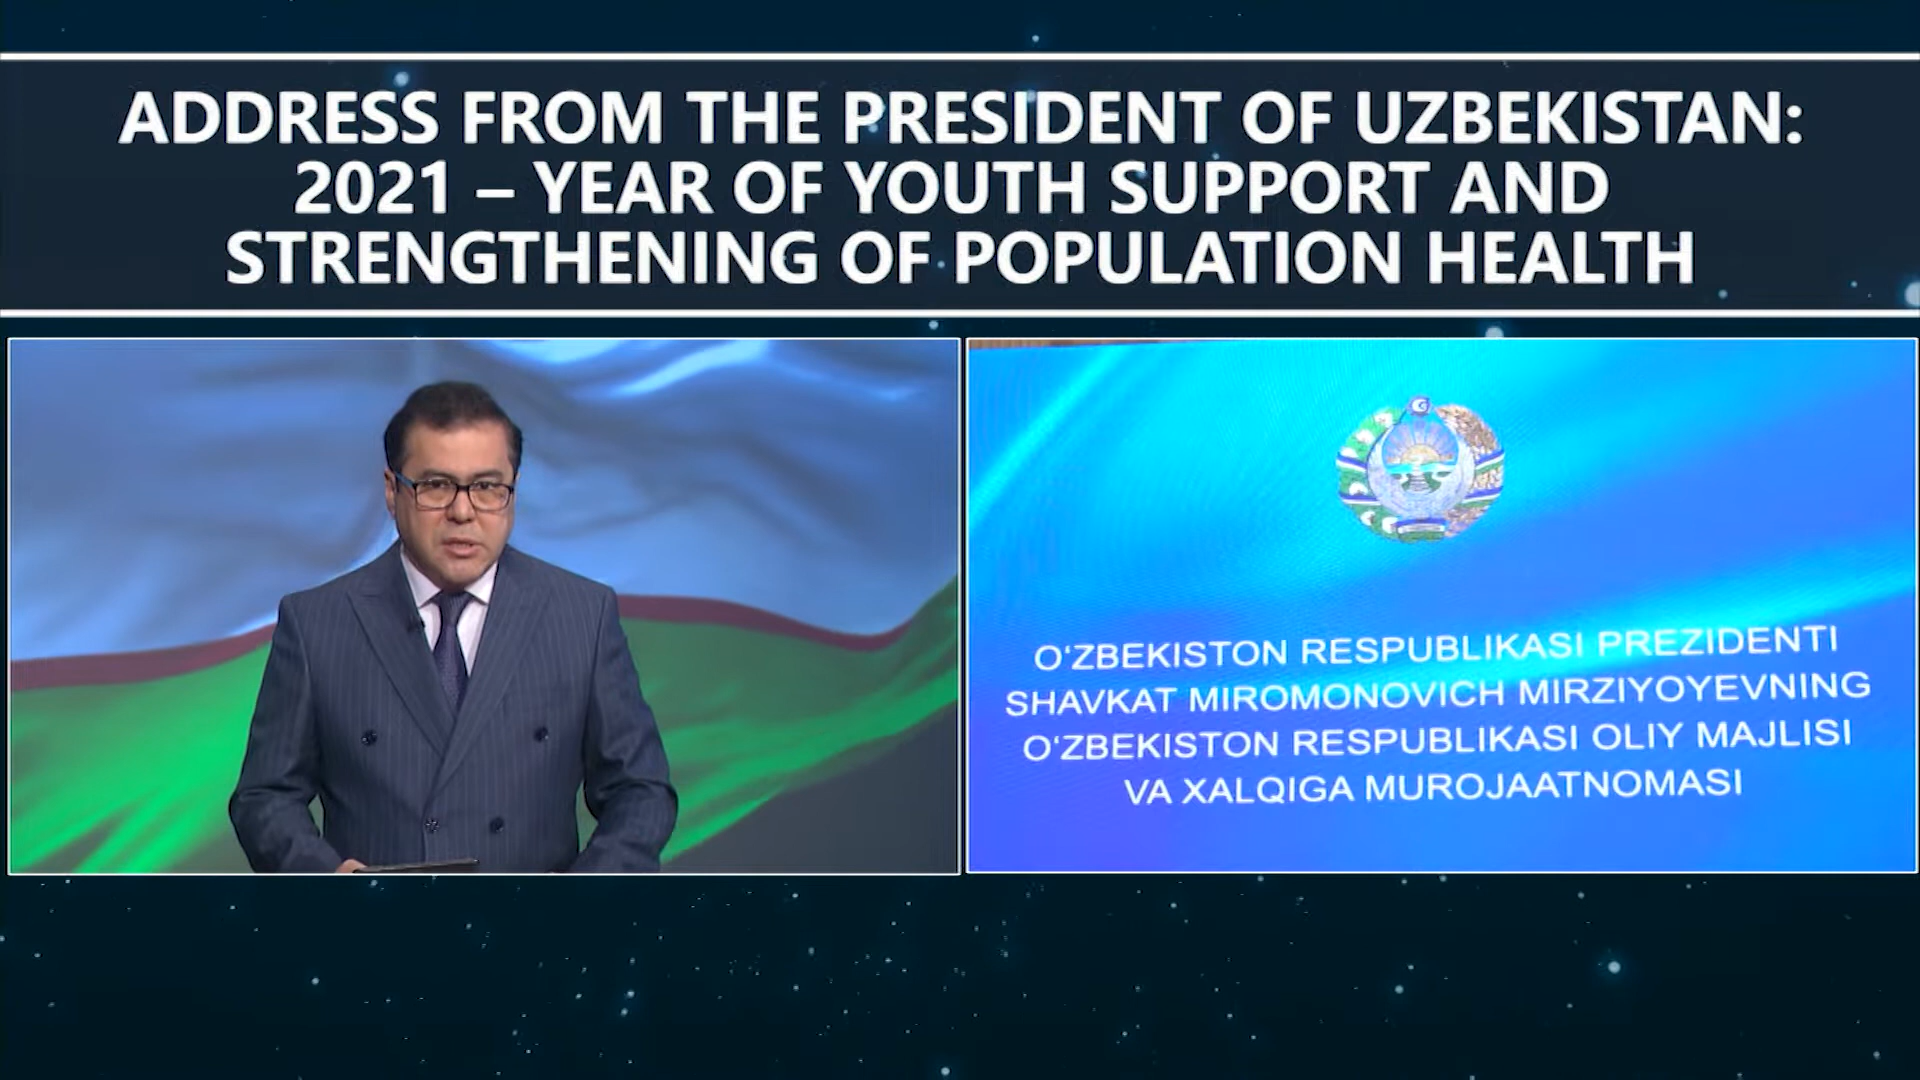 ADDRESS FROM THE PRESIDENT OF UZBEKISTAN:
2021 – YEAR OF YOUTH SUPPORT AND
STRENGTHENING OF POPULATION HEALTH
O‘ZBEKISTON RESPUBLIKASI PREZIDENTI
SHAVKAT MIROMONOVICH MIRZIYOYEVNING
O‘ZBEKISTON RESPUBLIKASI OLIY MAJLISI
VA XALQIGA MUROJAATNOMASI